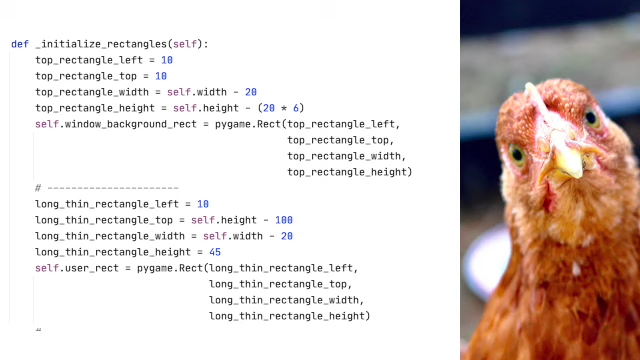 def _initialize_rectangles(self):
    top_rectangle_left = 10
    top_rectangle_top = 10
    top_rectangle_width = self.width - 20
    top_rectangle_height = self.height - (20 * 6)
    self.window_background_rect = pygame.Rect(top_rectangle_left,
                                              top_rectangle_top,
                                              top_rectangle_width,
                                              top_rectangle_height)
    # ----------------------
    long_thin_rectangle_left = 10
    long_thin_rectangle_top = self.height - 100
    long_thin_rectangle_width = self.width - 20
    long_thin_rectangle_height = 45
    self.user_rect = pygame.Rect(long_thin_rectangle_left,
                                 long_thin_rectangle_top,
                                 long_thin_rectangle_width,
                                 long_thin_rectangle_height)